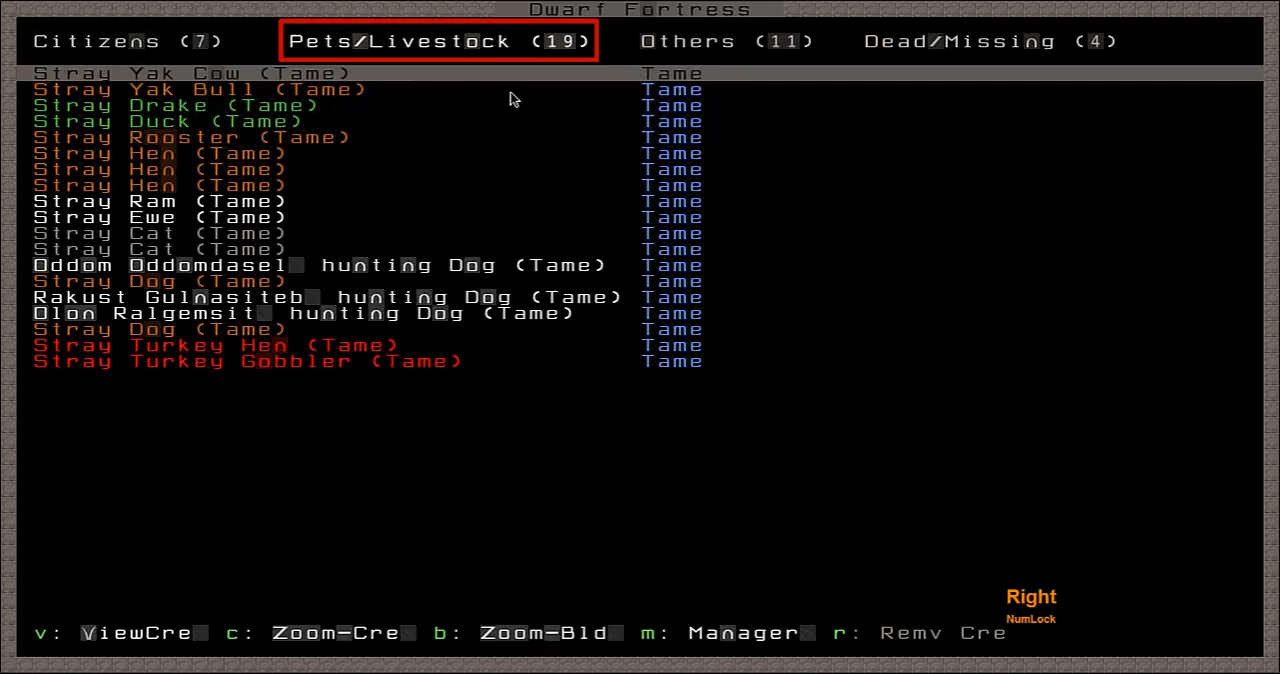 Dwarf Fortress
Citizens (7) Pets/Livestock (19) Others (11) Dead/Missing (4)
Stray Yak Cow (Tame) Tame
Stray Yak Bull (Tame) Tame
Stray Drake (Tame) Tame
Stray Duck (Tame) Tame
Stray Rooster (Tame) Tame
Stray Hen (Tame) Tame
Stray Hen (Tame) Tame
Stray Hen (Tame) Tame
Stray Ram (Tame) Tame
Stray Ewe (Tame) Tame
Stray Cat (Tame) Tame
Stray Cat (Tame) Tame
Oddom Oddomdasel hunting Dog (Tame) Tame
Stray Dog (Tame) Tame
Rakust Gulnasiteb hunting Dog (Tame) Tame
Olon Ralgemsit hunting Dog (Tame) Tame
Stray Dog (Tame) Tame
Stray Turkey Hen (Tame) Tame
Stray Turkey Gobbler (Tame) Tame
Right
NumLock
v: ViewCre c: Zoom-Cre b: Zoom-Bld m: Manager r: Remv Cre